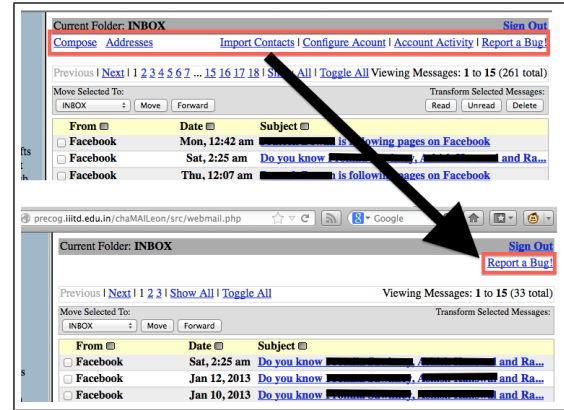 Current Folder: INBOX Sign Out
Compose Addresses Import Contacts | Configure Acount | Account Activity | Report a Bug!
Previous | Next | 1 2 3 4 5 6 7 ... 15 16 17 18 | Show All | Toggle All Viewing Messages: 1 to 15 (261 total)
Move Selected To: Transform Selected Messages:
INBOX Move Forward Read Unread Delete
From Date Subject
Facebook Mon, 12:42 am is following pages on Facebook
fts Facebook Sat, 2:25 am Do you know and Ra...
Facebook Thu, 12:07 am is following pages on Facebook
precog.iiitd.edu.in/chaMAILeon/src/webmail.php Google
Current Folder: INBOX Sign Out
Report a Bug!
Previous | Next | 1 2 3 | Show All | Toggle All Viewing Messages: 1 to 15 (33 total)
Move Selected To: Transform Selected Messages:
INBOX Move Forward
From Date Subject
Facebook Sat, 2:25 am Do you know and Ra...
Facebook Jan 12, 2013 Do you know and Ra...
s Facebook Jan 10, 2013 Do you know and Ra...